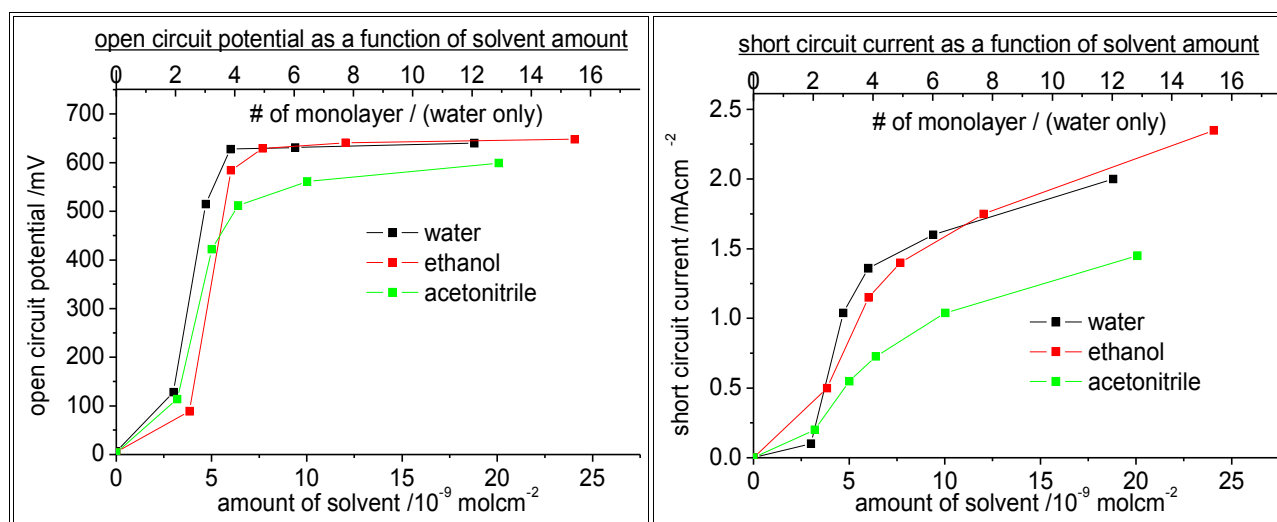 open circuit potential as a function of solvent amount
0 2 4 6 8 10 12 14 16
# of monolayer / (water only)
700
600
500
400
300
200
100
0
open circuit potential /mV
water
ethanol
acetonitrile
0 5 10 15 20 25
amount of solvent /10⁻⁹ molcm⁻²
short circuit current as a function of solvent amount
0 2 4 6 8 10 12 14 16
# of monolayer / (water only)
2.5
2.0
1.5
1.0
0.5
0.0
short circuit current /mAcm⁻²
water
ethanol
acetonitrile
0 5 10 15 20 25
amount of solvent /10⁻⁹ molcm⁻²